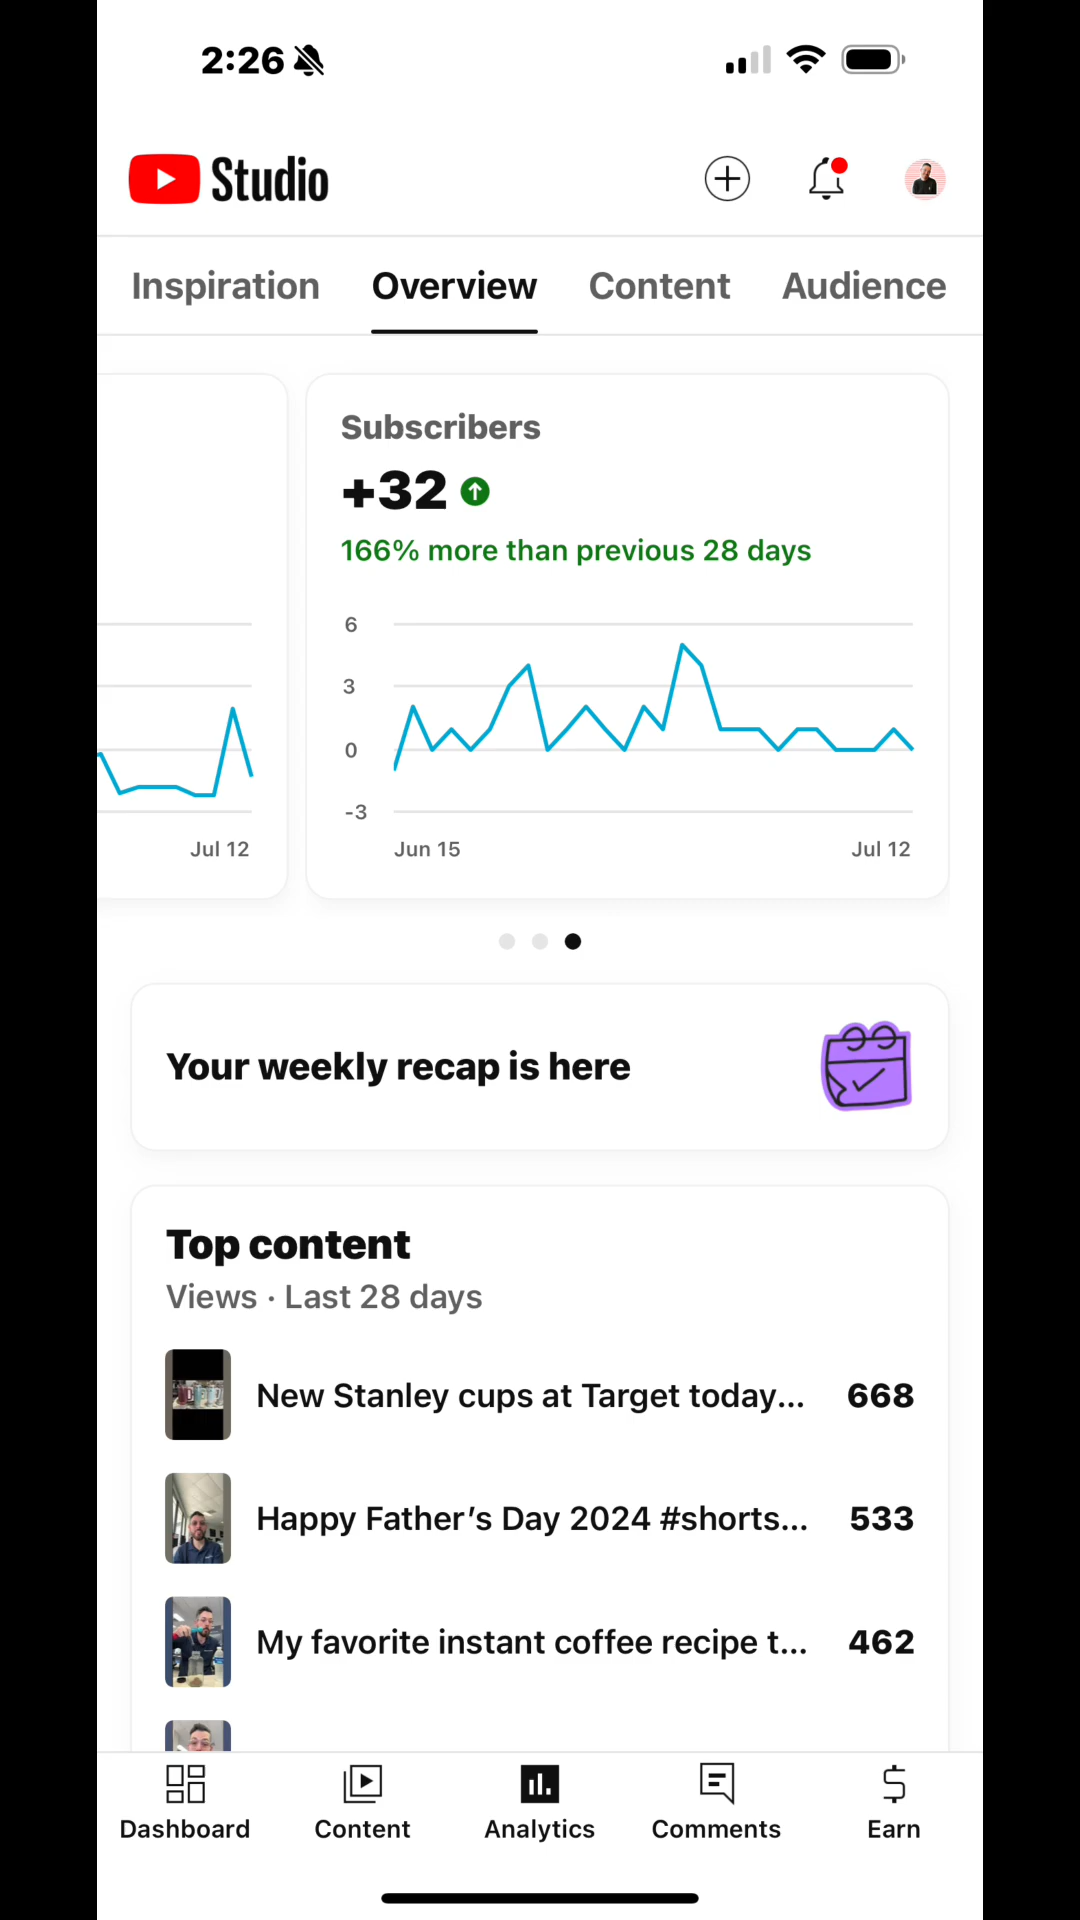 2:26
Studio
Inspiration Overview Content Audience
Subscribers
+32
166% more than previous 28 days
6
3
0
-3
Jul 12
Jun 15 Jul 12
Your weekly recap is here
Top content
Views · Last 28 days
New Stanley cups at Target today... 668
Happy Father's Day 2024 #shorts... 533
My favorite instant coffee recipe t... 462
Dashboard Content Analytics Comments Earn